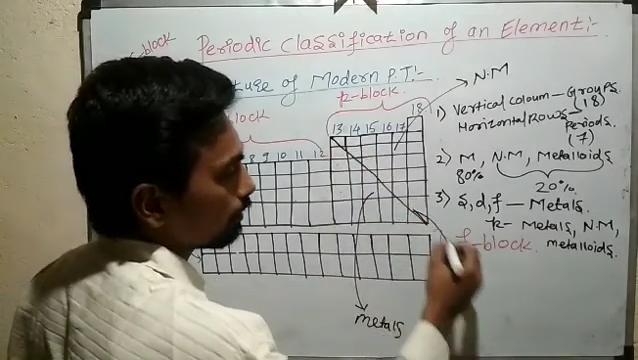 -block
Periodic Classification of an Element:-
ture of Modern P.T:-
N.M
p-block
lock
18
13 14 15 16 17
8 9 10 11 12
1) Vertical Coloum - Groups.
(18)
Horizontal Rows - Periods.
(7)
2) M, N.M, Metalloids
80%
20%
3) s, d, f - Metals.
p- Metals, N.M,
metalloids.
f-block.
metals